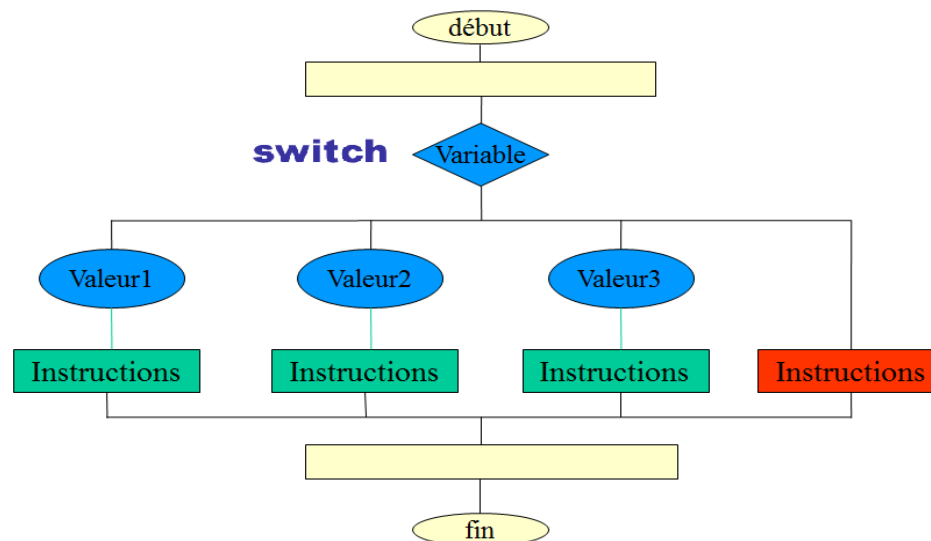 début
switch
Variable
Valeur1
Valeur2
Valeur3
Instructions
Instructions
Instructions
Instructions
fin